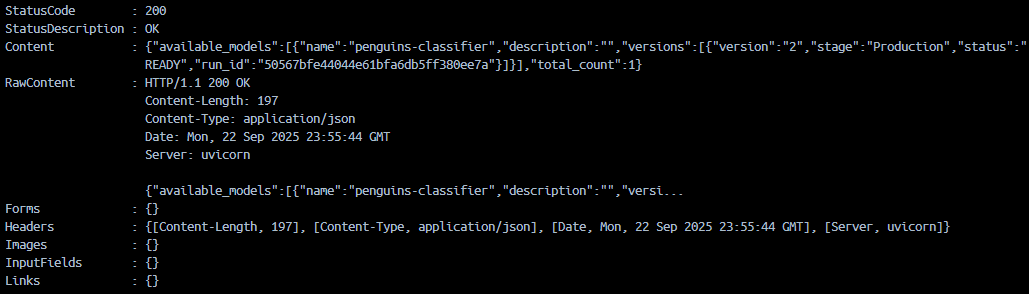 StatusCode        : 200
StatusDescription : OK
Content           : {"available_models":[{"name":"penguins-classifier","description":"","versions":[{"version":"2","stage":"Production","status":"
                    READY","run_id":"50567bfe44044e61bfa6db5ff380ee7a"}]}],"total_count":1}
RawContent        : HTTP/1.1 200 OK
                    Content-Length: 197
                    Content-Type: application/json
                    Date: Mon, 22 Sep 2025 23:55:44 GMT
                    Server: uvicorn

                    {"available_models":[{"name":"penguins-classifier","description":"","versi...
Forms             : {}
Headers           : {[Content-Length, 197], [Content-Type, application/json], [Date, Mon, 22 Sep 2025 23:55:44 GMT], [Server, uvicorn]}
Images            : {}
InputFields       : {}
Links             : {}